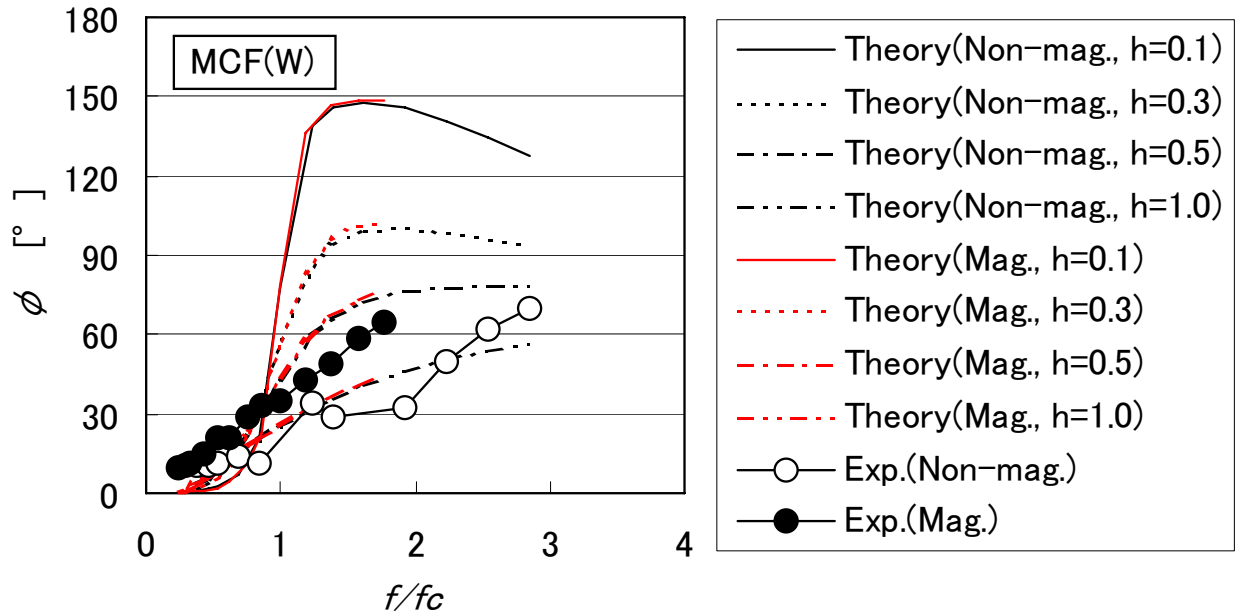 180
150
120
90
60
30
0
ϕ [° ]
MCF(W)
0 1 2 3 4
f/fc
Theory(Non-mag., h=0.1)
Theory(Non-mag., h=0.3)
Theory(Non-mag., h=0.5)
Theory(Non-mag., h=1.0)
Theory(Mag., h=0.1)
Theory(Mag., h=0.3)
Theory(Mag., h=0.5)
Theory(Mag., h=1.0)
Exp.(Non-mag.)
Exp.(Mag.)